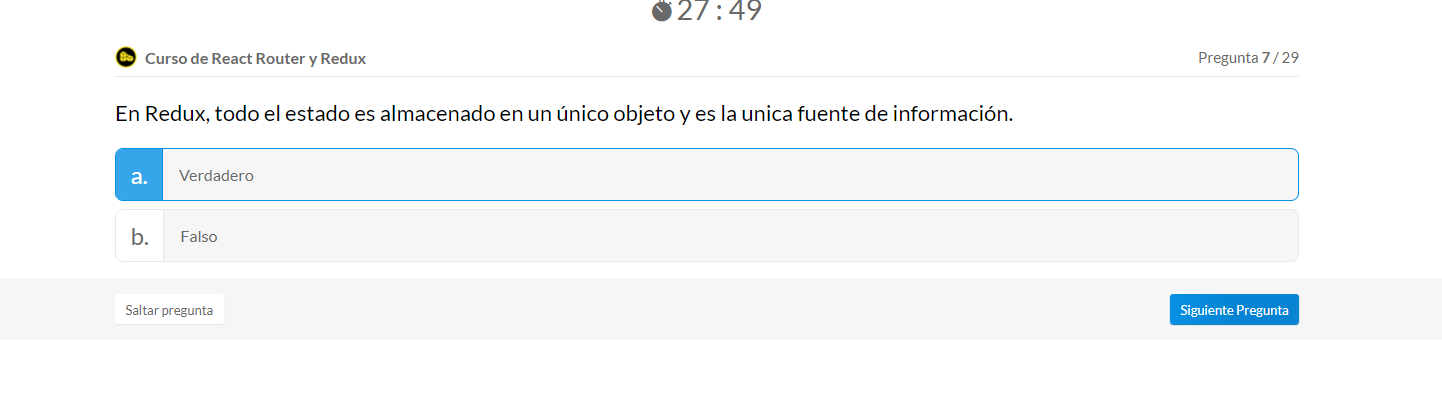 27 : 49
Curso de React Router y Redux
Pregunta 7 / 29
En Redux, todo el estado es almacenado en un único objeto y es la unica fuente de información.
a.
Verdadero
b.
Falso
Saltar pregunta
Siguiente Pregunta